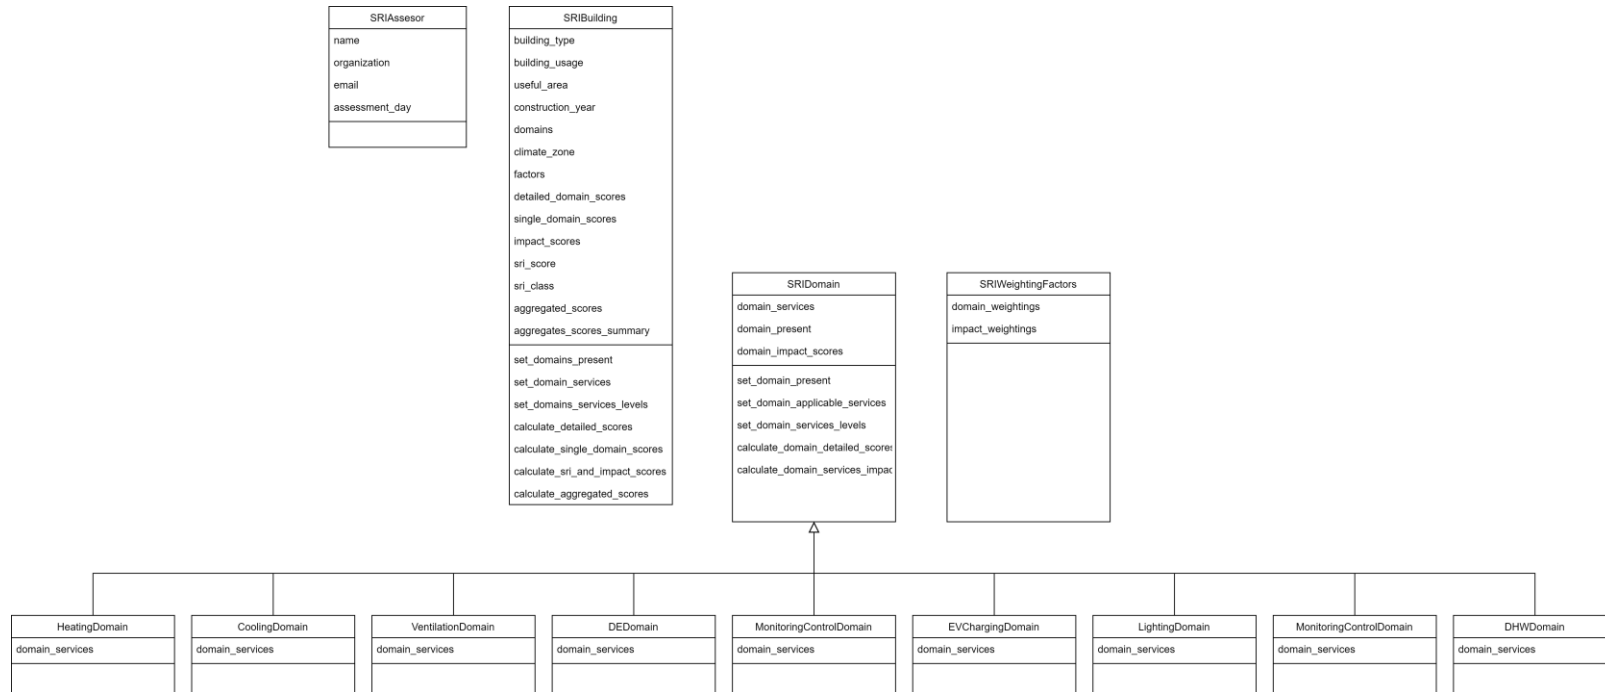 SRIAssesor
name
organization
email
assessment_day
SRIBuilding
building_type
building_usage
useful_area
construction_year
domains
climate_zone
factors
detailed_domain_scores
single_domain_scores
impact_scores
sri_score
sri_class
aggregated_scores
aggregates_scores_summary
set_domains_present
set_domain_services
set_domains_services_levels
calculate_detailed_scores
calculate_single_domain_scores
calculate_sri_and_impact_scores
calculate_aggregated_scores
SRIDomain
domain_services
domain_present
domain_impact_scores
set_domain_present
set_domain_applicable_services
set_domain_services_levels
calculate_domain_detailed_scores
calculate_domain_services_impac
SRIWeightingFactors
domain_weightings
impact_weightings
HeatingDomain
domain_services
CoolingDomain
domain_services
VentilationDomain
domain_services
DEDomain
domain_services
MonitoringControlDomain
domain_services
EVChargingDomain
domain_services
LightingDomain
domain_services
MonitoringControlDomain
domain_services
DHWDomain
domain_services